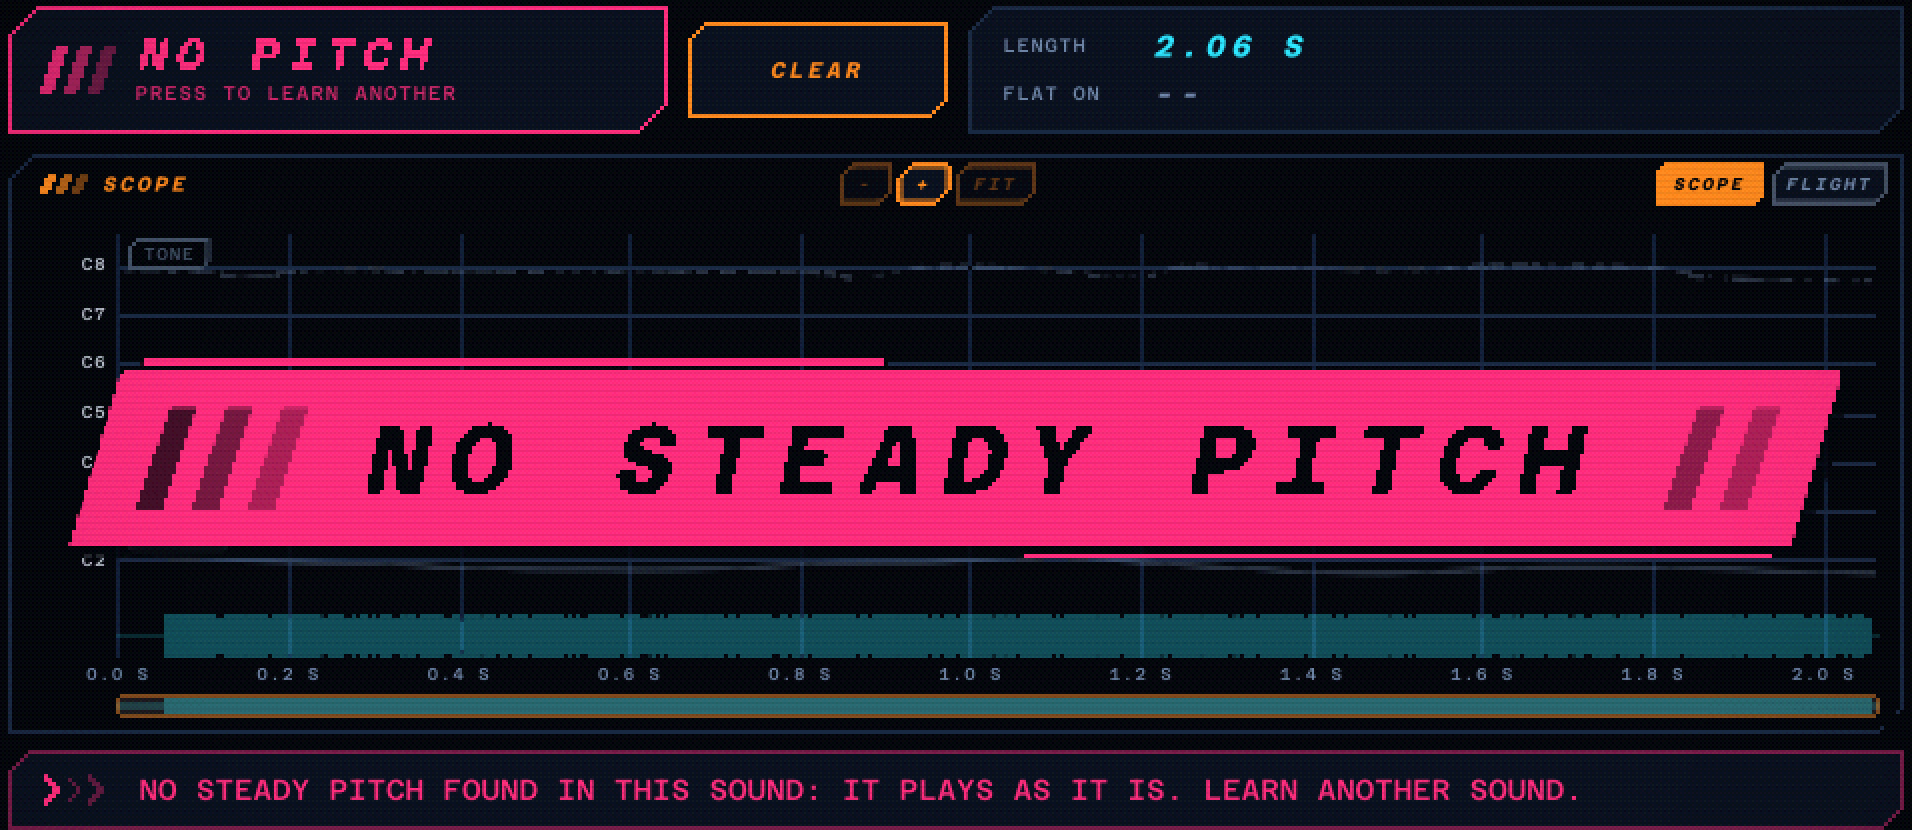 NO PITCH
PRESS TO LEARN ANOTHER
CLEAR
LENGTH 2.06 S
FLAT ON --
SCOPE
- + FIT
SCOPE FLIGHT
TONE
C8
C7
C6
C5
C
NO STEADY PITCH
C2
0.0 S 0.2 S 0.4 S 0.6 S 0.8 S 1.0 S 1.2 S 1.4 S 1.6 S 1.8 S 2.0 S
NO STEADY PITCH FOUND IN THIS SOUND: IT PLAYS AS IT IS. LEARN ANOTHER SOUND.